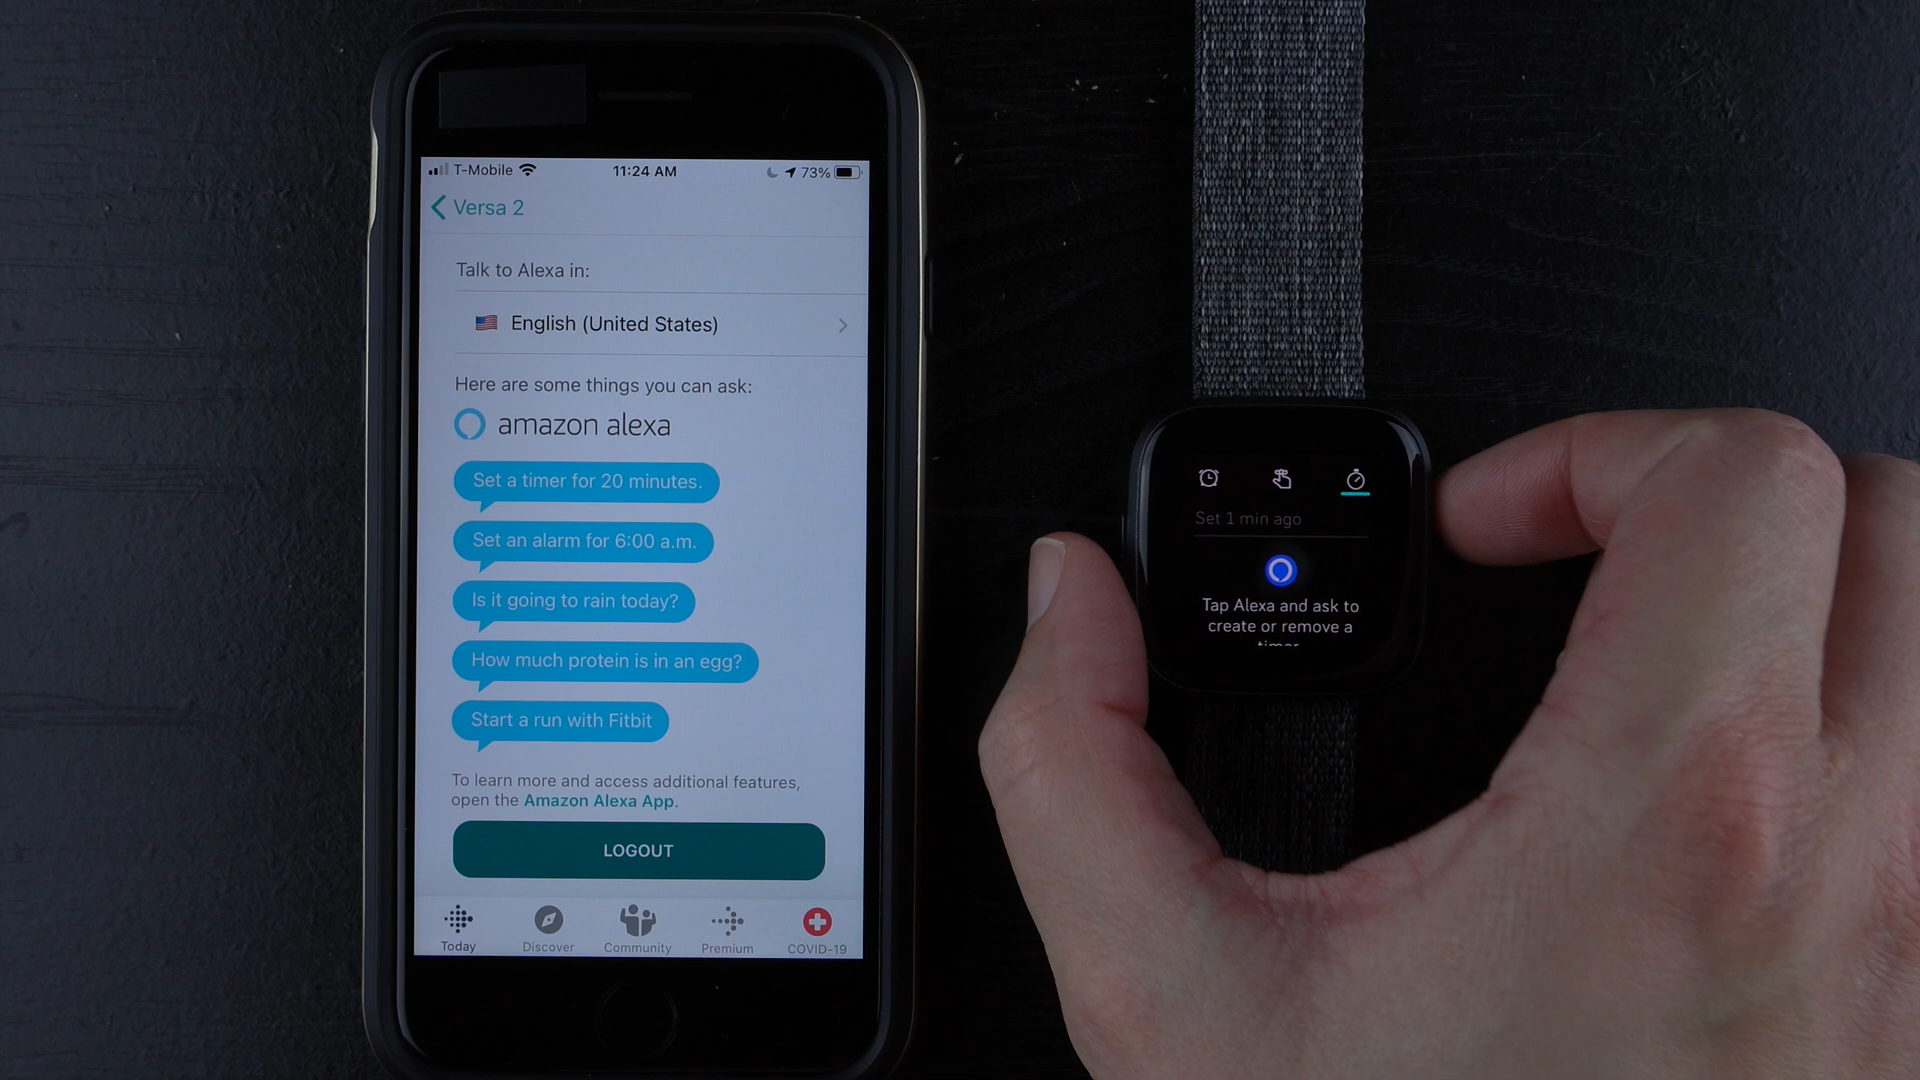 T-Mobile 11:24 AM 73%
Versa 2
Talk to Alexa in:
English (United States)
Here are some things you can ask:
amazon alexa
Set a timer for 20 minutes.
Set an alarm for 6:00 a.m.
Is it going to rain today?
How much protein is in an egg?
Start a run with Fitbit
To learn more and access additional features,
open the Amazon Alexa App.
LOGOUT
Today Discover Community Premium COVID-19
Set 1 min ago
Tap Alexa and ask to
create or remove a
timer